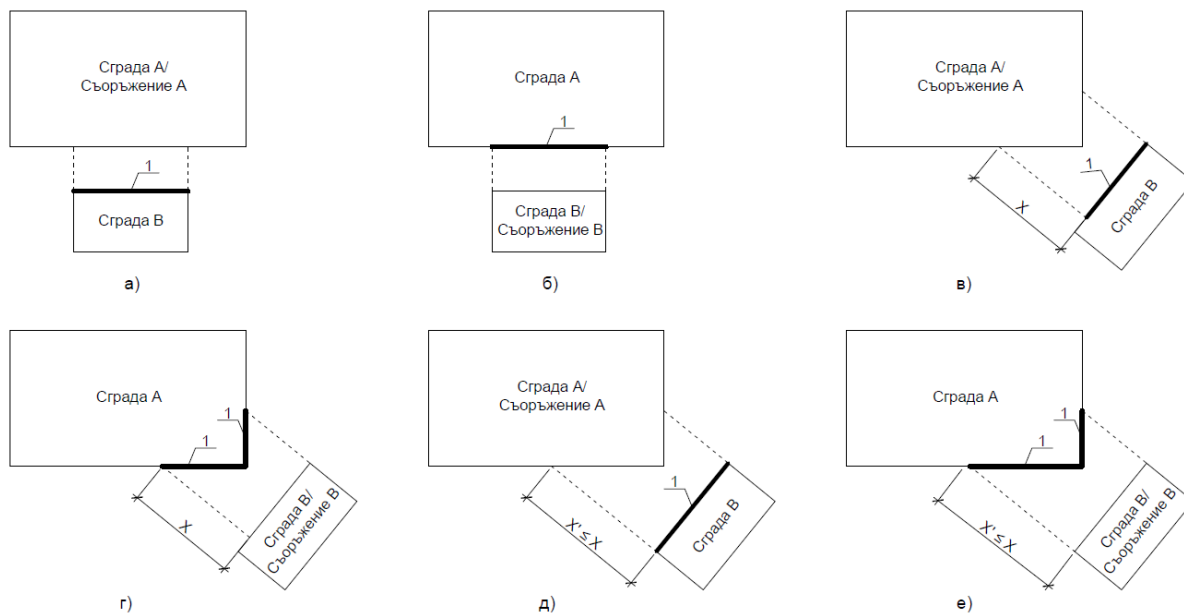 Сграда А/
Съоръжение А
1
Сграда В
а)
Сграда А
1
Сграда В/
Съоръжение В
б)
Сграда А/
Съоръжение А
1
X
Сграда В
в)
Сграда А
1
1
X
Сграда В/
Съоръжение В
г)
Сграда А/
Съоръжение А
1
X' ≤ X
Сграда В
д)
Сграда А
1
1
X' ≤ X
Сграда В/
Съоръжение В
е)